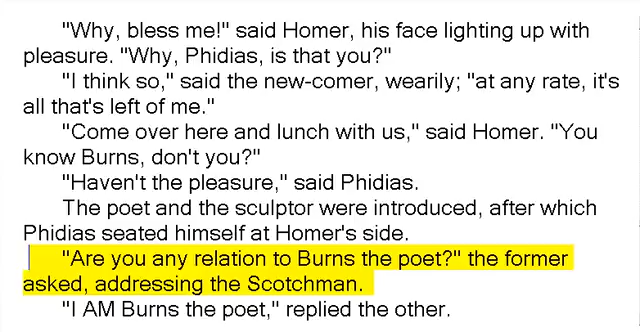 "Why, bless me!" said Homer, his face lighting up with
pleasure. "Why, Phidias, is that you?"
"I think so," said the new-comer, wearily; "at any rate, it's
all that's left of me."
"Come over here and lunch with us," said Homer. "You
know Burns, don't you?"
"Haven't the pleasure," said Phidias.
The poet and the sculptor were introduced, after which
Phidias seated himself at Homer's side.
"Are you any relation to Burns the poet?" the former
asked, addressing the Scotchman.
"I AM Burns the poet," replied the other.